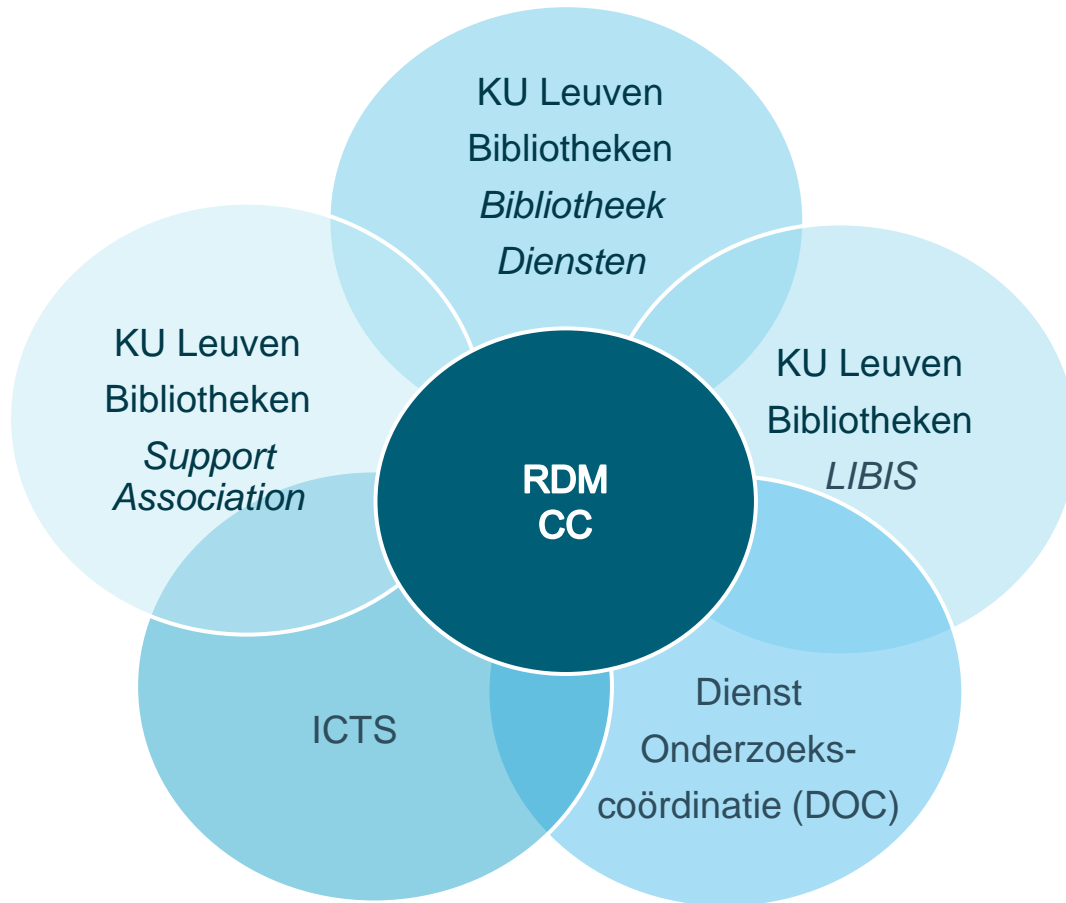 KU Leuven
Bibliotheken
Bibliotheek
Diensten
KU Leuven
Bibliotheken
Support
Association
KU Leuven
Bibliotheken
LIBIS
RDM
CC
ICTS
Dienst
Onderzoeks-
coördinatie (DOC)